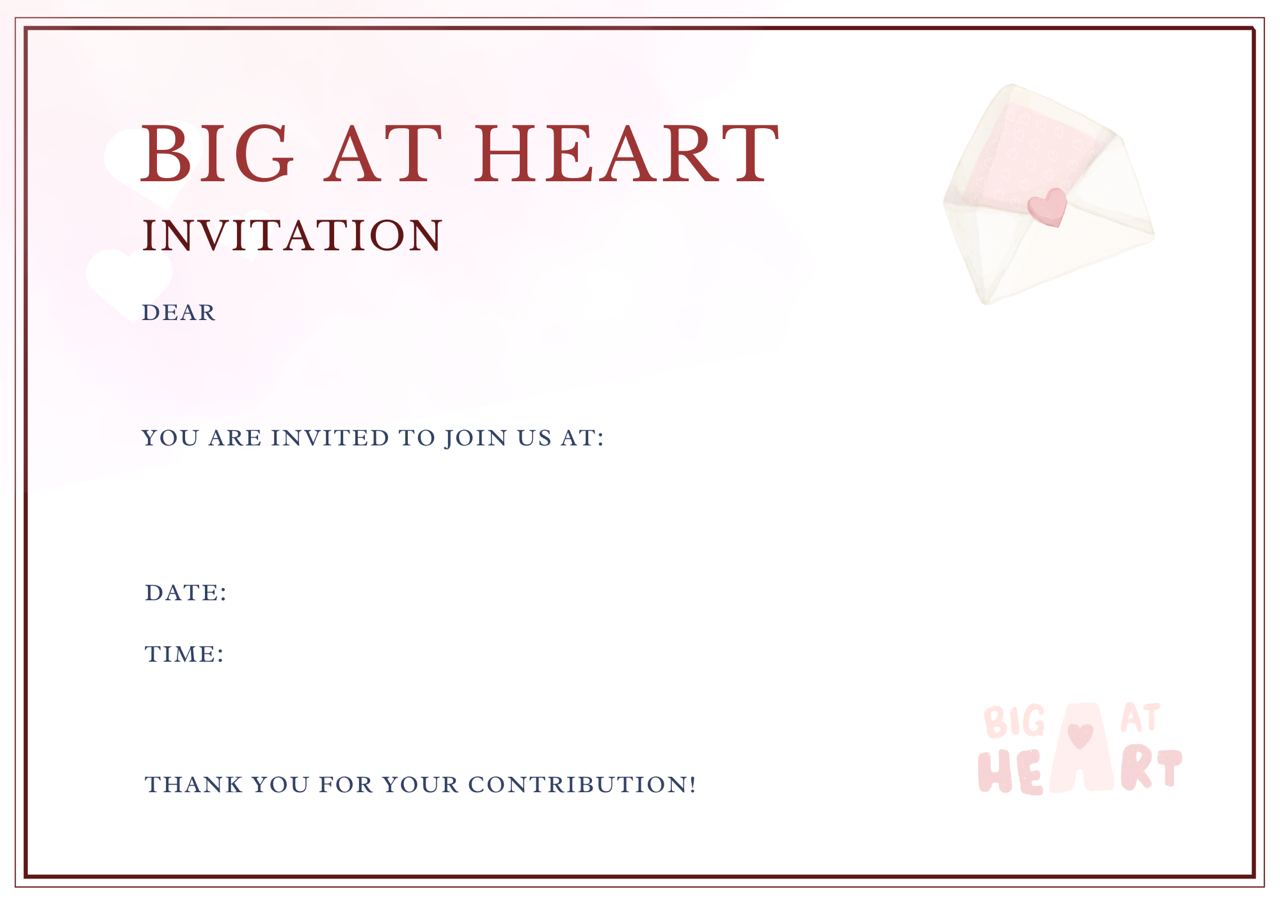 BIG AT HEART
INVITATION
DEAR
YOU ARE INVITED TO JOIN US AT:
DATE:
TIME:
THANK YOU FOR YOUR CONTRIBUTION!
BIG AT
HEART